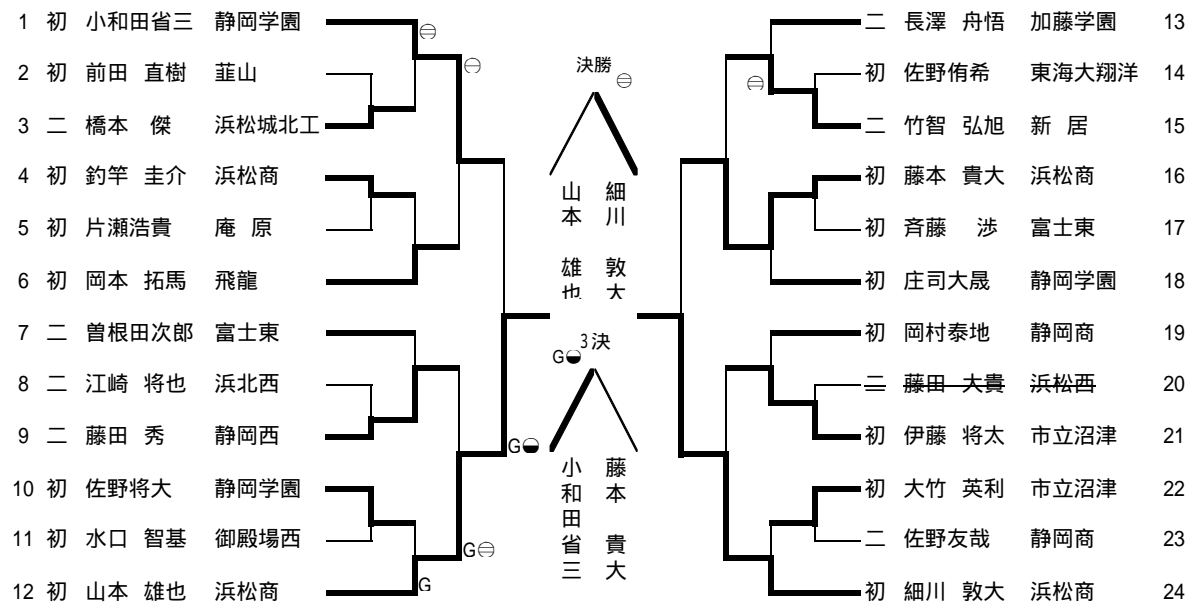 1 初 小和田省三 静岡学園
2 初 前田 直樹 韮山
3 二 橋本 傑 浜松城北工
4 初 釣竿 圭介 浜松商
5 初 片瀬浩貴 庵 原
6 初 岡本 拓馬 飛龍
7 二 曽根田次郎 富士東
8 二 江崎 将也 浜北西
9 二 藤田 秀 静岡西
10 初 佐野将大 静岡学園
11 初 水口 智基 御殿場西
12 初 山本 雄也 浜松商
G
G
G
決勝
山本 雄也
細川 敦大
3決
G
小和田省三
藤本 貴大
二 長澤 舟悟 加藤学園 13
初 佐野侑希 東海大翔洋 14
二 竹智 弘旭 新 居 15
初 藤本 貴大 浜松商 16
初 斉藤 渉 富士東 17
初 庄司大晟 静岡学園 18
初 岡村泰地 静岡商 19
二 藤田 大貴 浜松西 20
初 伊藤 将太 市立沼津 21
初 大竹 英利 市立沼津 22
二 佐野友哉 静岡商 23
初 細川 敦大 浜松商 24